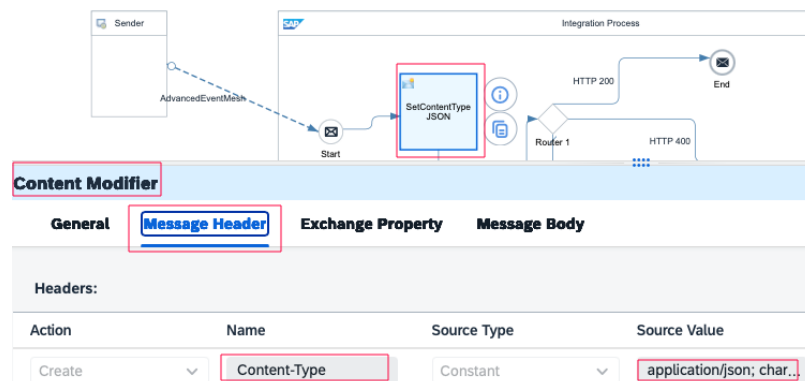 Sender
SAP
Integration Process
HTTP 200
AdvancedEventMesh
SetContentType
JSON
End
Start
Router 1
HTTP 400
Content Modifier
General Message Header Exchange Property Message Body
Headers:
Action Name Source Type Source Value
Create Content-Type Constant application/json; char...